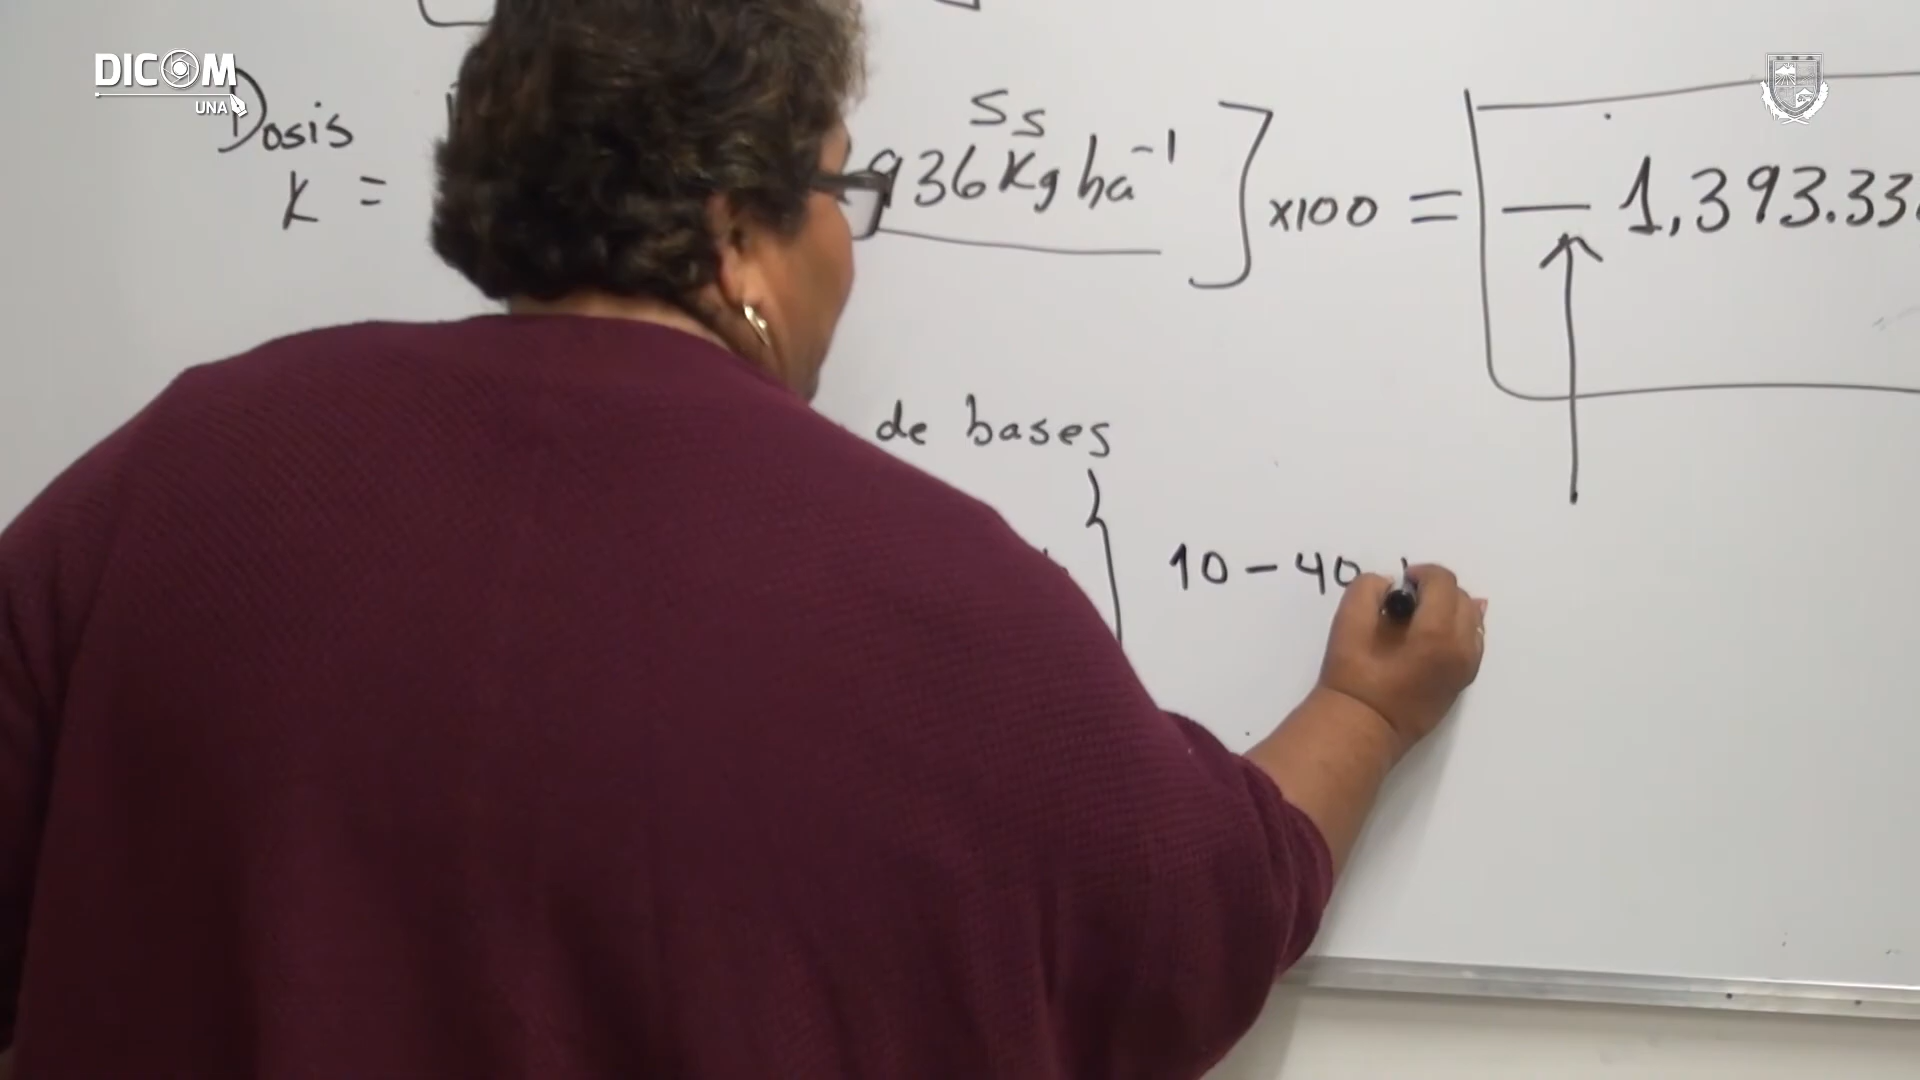 DICOM
UNA
Dosis
Ss
K = 936 Kg ha⁻¹ ] x100 = — 1,393.33
de bases
10 – 40